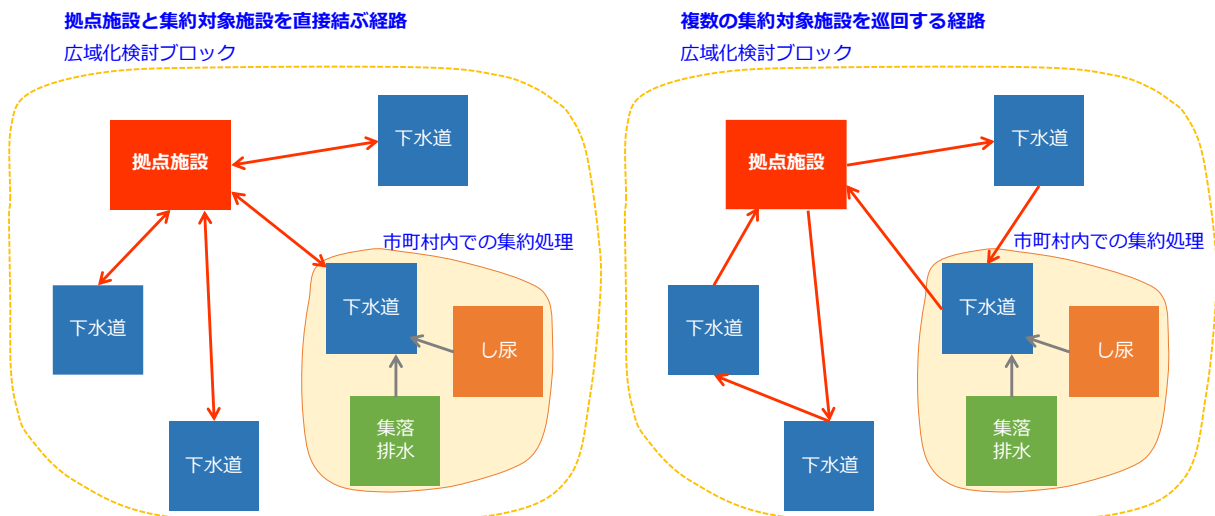 拠点施設と集約対象施設を直接結ぶ経路
広域化検討ブロック
下水道
拠点施設
市町村内での集約処理
下水道
下水道
し尿
集落
排水
下水道
複数の集約対象施設を巡回する経路
広域化検討ブロック
下水道
拠点施設
市町村内での集約処理
下水道
下水道
し尿
集落
排水
下水道